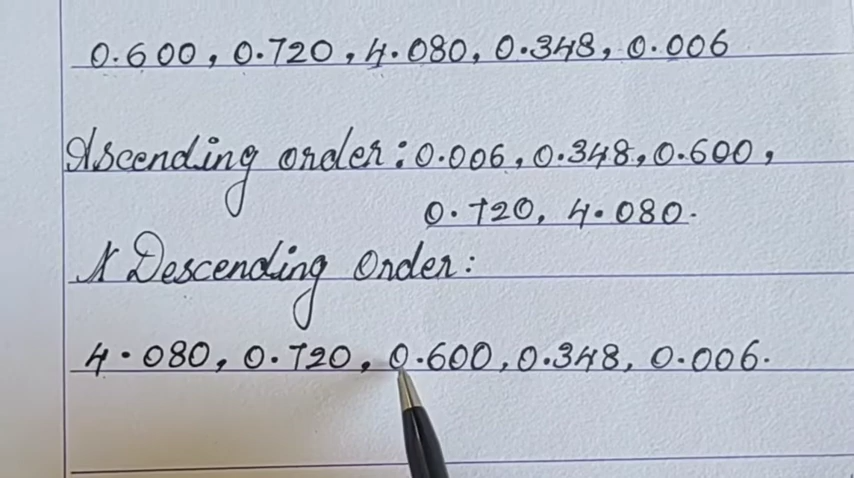 0.600, 0.720, 4.080, 0.348, 0.006
Ascending order: 0.006, 0.348, 0.600,
0.720, 4.080.
Descending Order:
4.080, 0.720, 0.600, 0.348, 0.006.